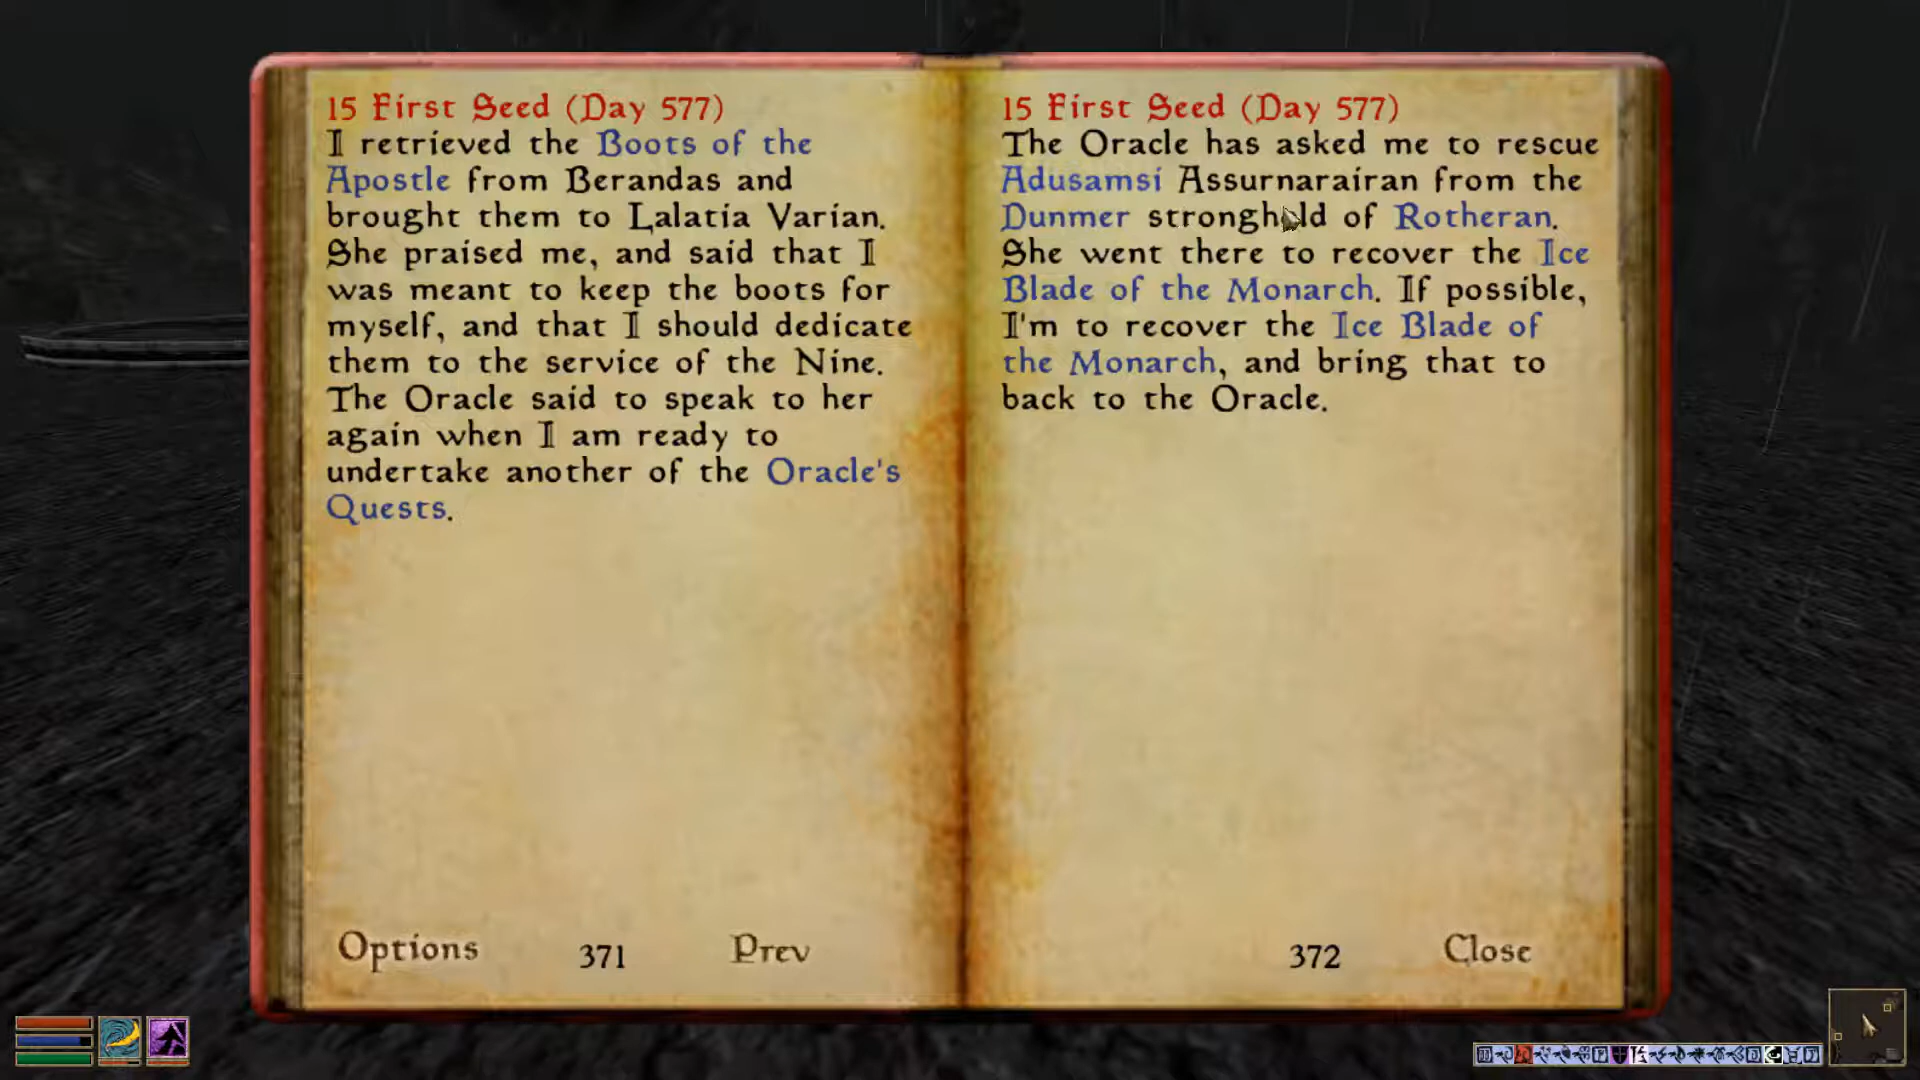 15 First Seed (Day 577)
I retrieved the Boots of the
Apostle from Berandas and
brought them to Lalatia Varian.
She praised me, and said that I
was meant to keep the boots for
myself, and that I should dedicate
them to the service of the Nine.
The Oracle said to speak to her
again when I am ready to
undertake another of the Oracle's
Quests.
15 First Seed (Day 577)
The Oracle has asked me to rescue
Adusamsi Assurnarairan from the
Dunmer stronghold of Rotheran.
She went there to recover the Ice
Blade of the Monarch. If possible,
I'm to recover the Ice Blade of
the Monarch, and bring that to
back to the Oracle.
Options 371 Prev
372 Close